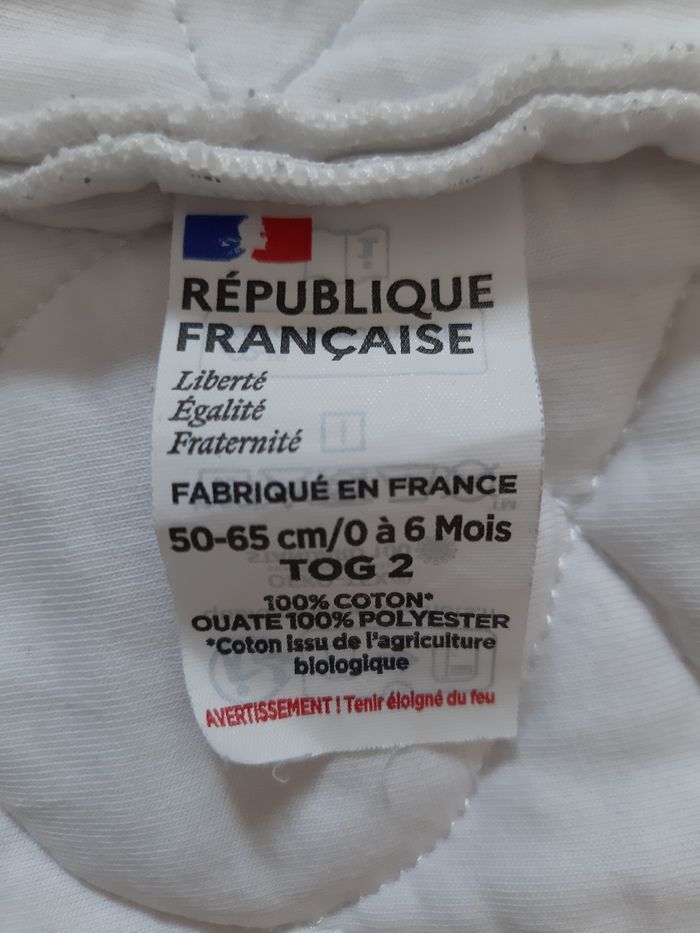 RÉPUBLIQUE
FRANÇAISE
Liberté
Égalité
Fraternité
FABRIQUÉ EN FRANCE
50-65 cm/0 à 6 Mois
TOG 2
100% COTON*
OUATE 100% POLYESTER
*Coton issu de l'agriculture
biologique
AVERTISSEMENT ! Tenir éloigné du feu